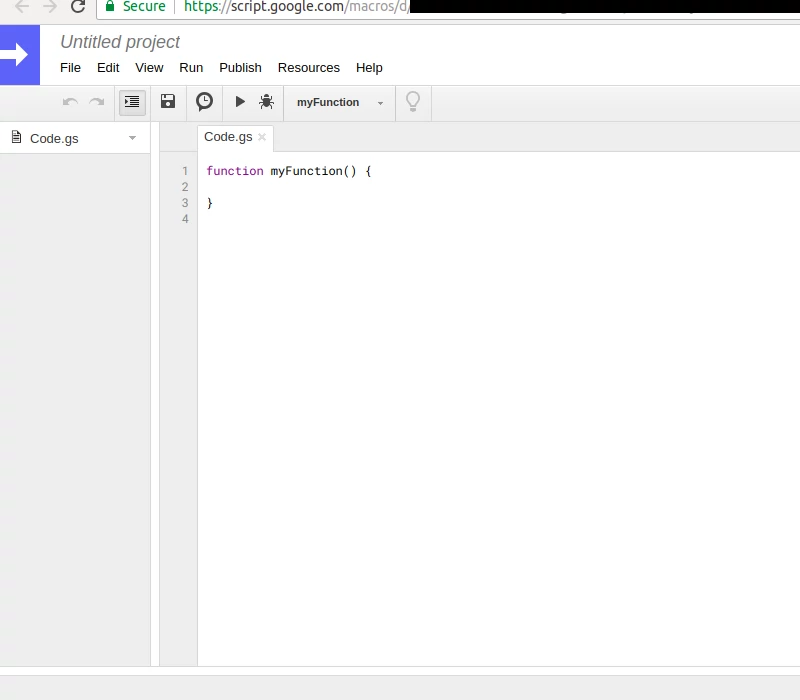 Secure https://script.google.com/macros/d/
Untitled project
File Edit View Run Publish Resources Help
myFunction
Code.gs
Code.gs ×
1 function myFunction() {
2
3 }
4